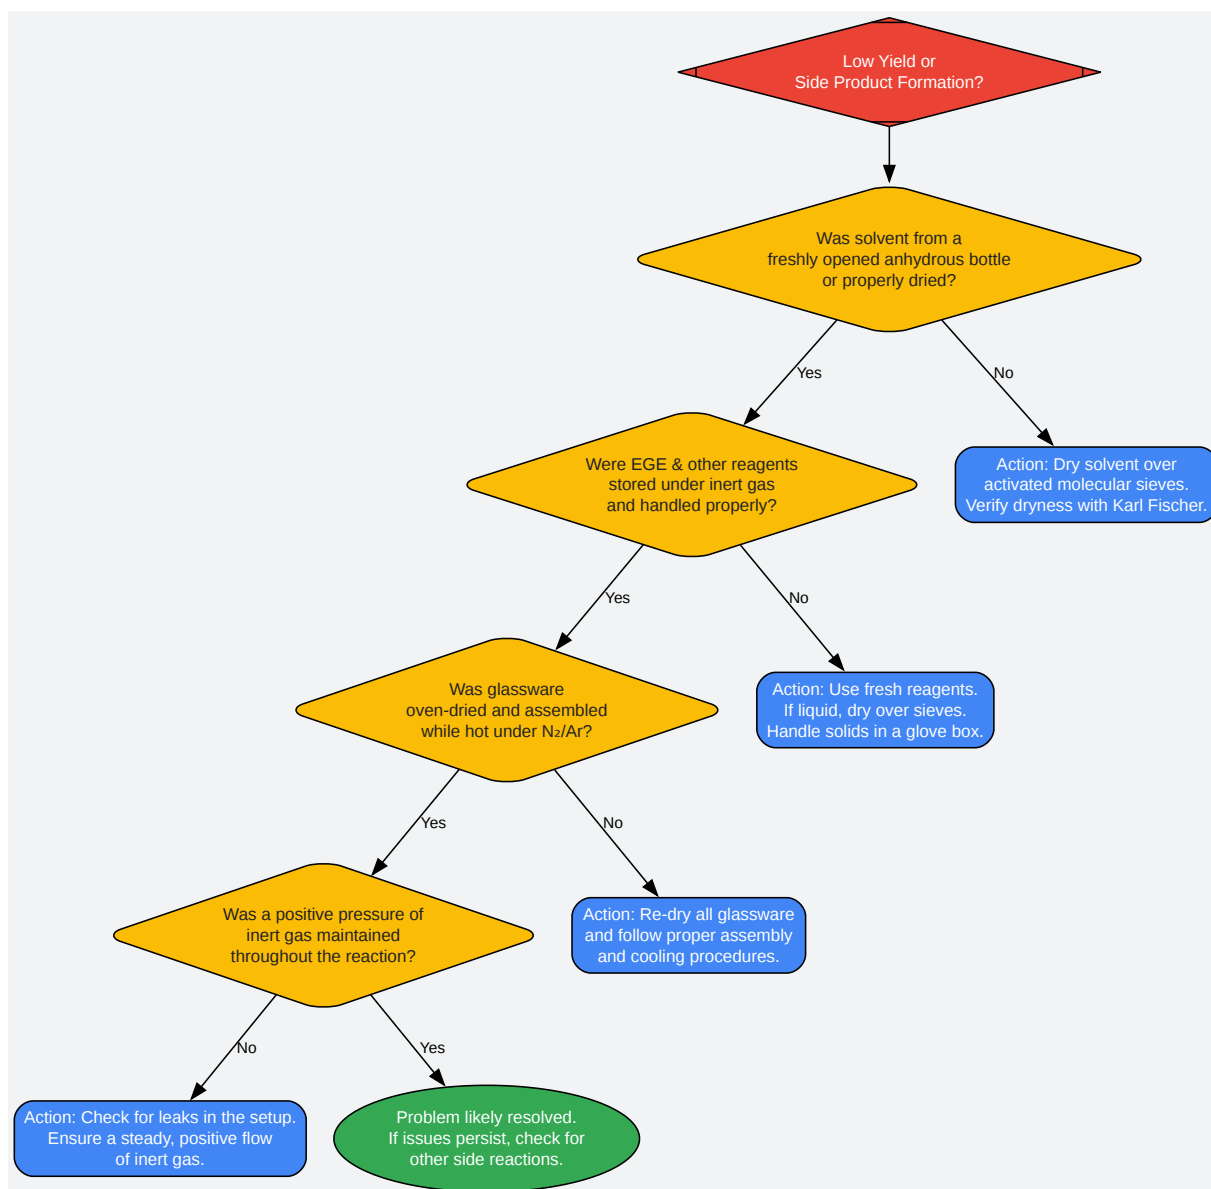 Low Yield or
Side Product Formation?
Was solvent from a
freshly opened anhydrous bottle
or properly dried?
Yes
No
Were EGE & other reagents
stored under inert gas
and handled properly?
Action: Dry solvent over
activated molecular sieves.
Verify dryness with Karl Fischer.
Yes
No
Was glassware
oven-dried and assembled
while hot under N₂/Ar?
Action: Use fresh reagents.
If liquid, dry over sieves.
Handle solids in a glove box.
Yes
No
Was a positive pressure of
inert gas maintained
throughout the reaction?
Action: Re-dry all glassware
and follow proper assembly
and cooling procedures.
No
Yes
Action: Check for leaks in the setup.
Ensure a steady, positive flow
of inert gas.
Problem likely resolved.
If issues persist, check for
other side reactions.